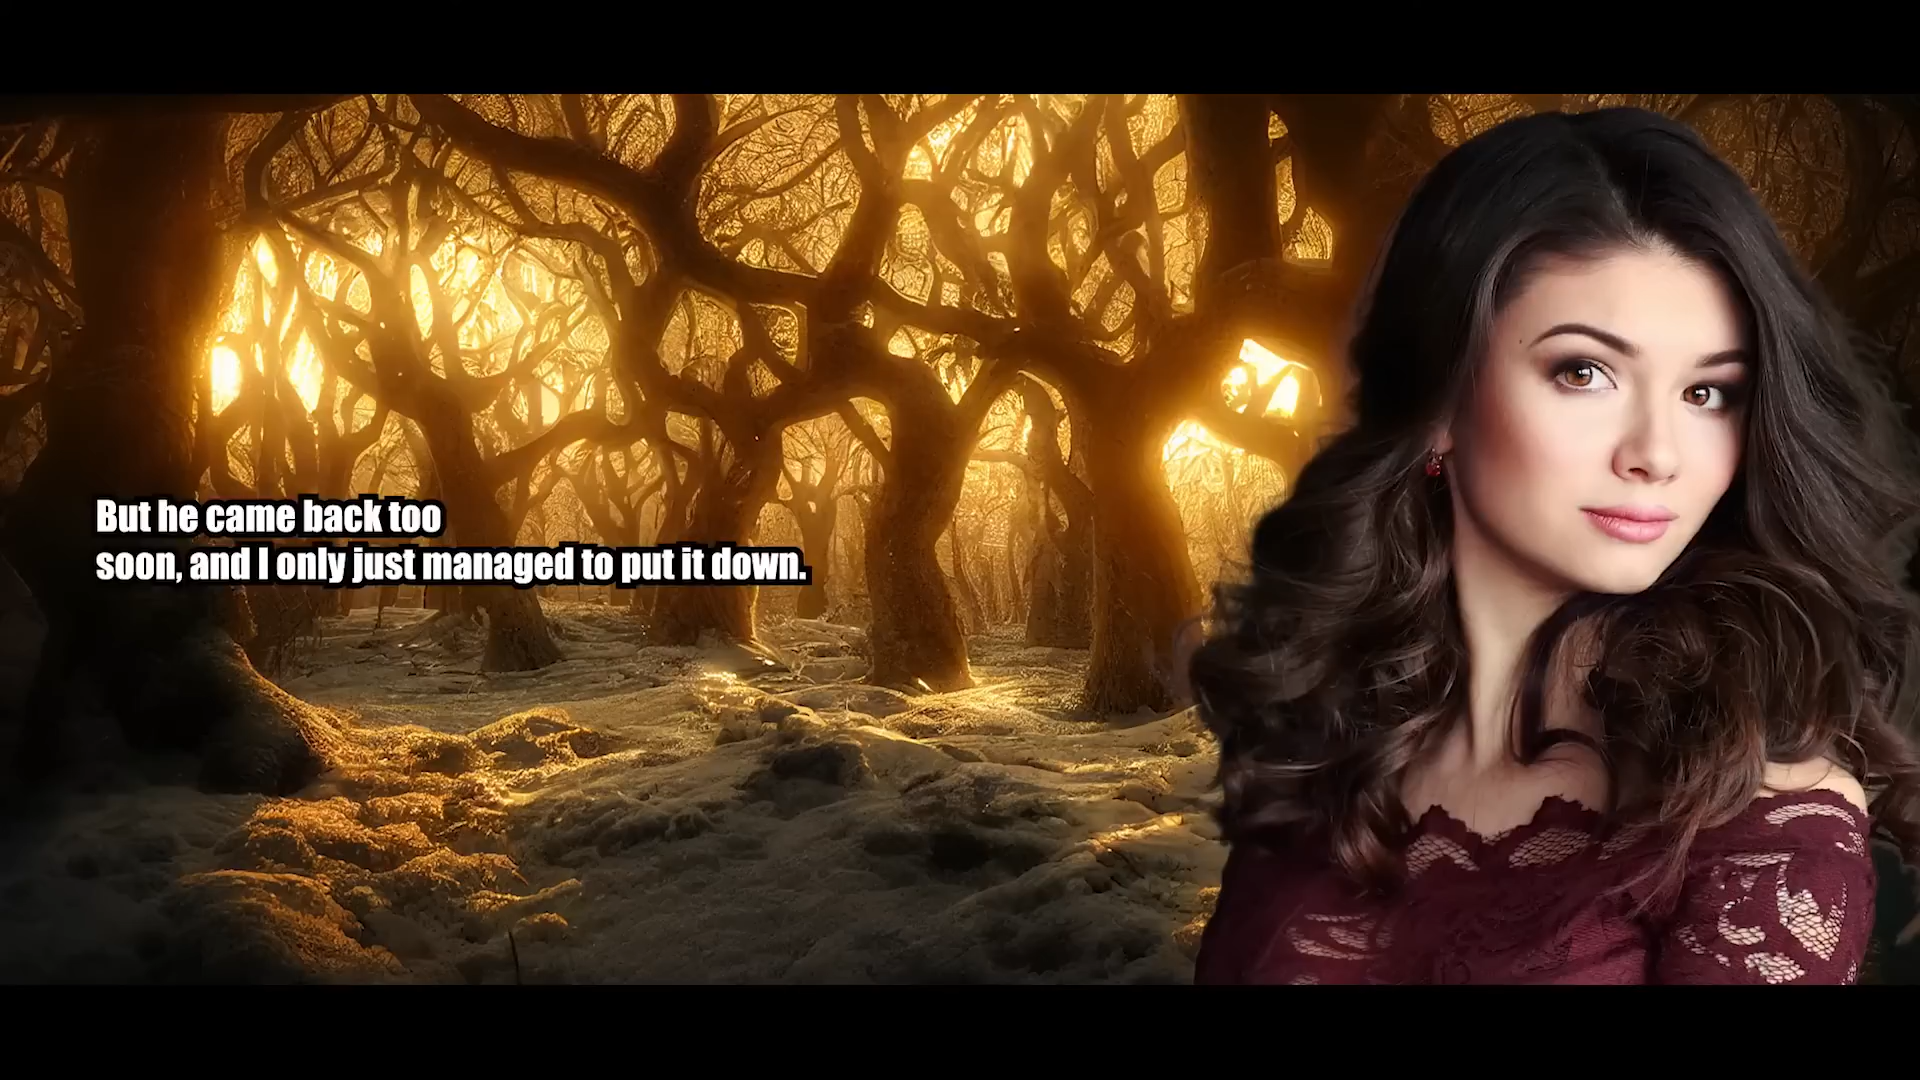 But he came back too
soon, and I only just managed to put it down.